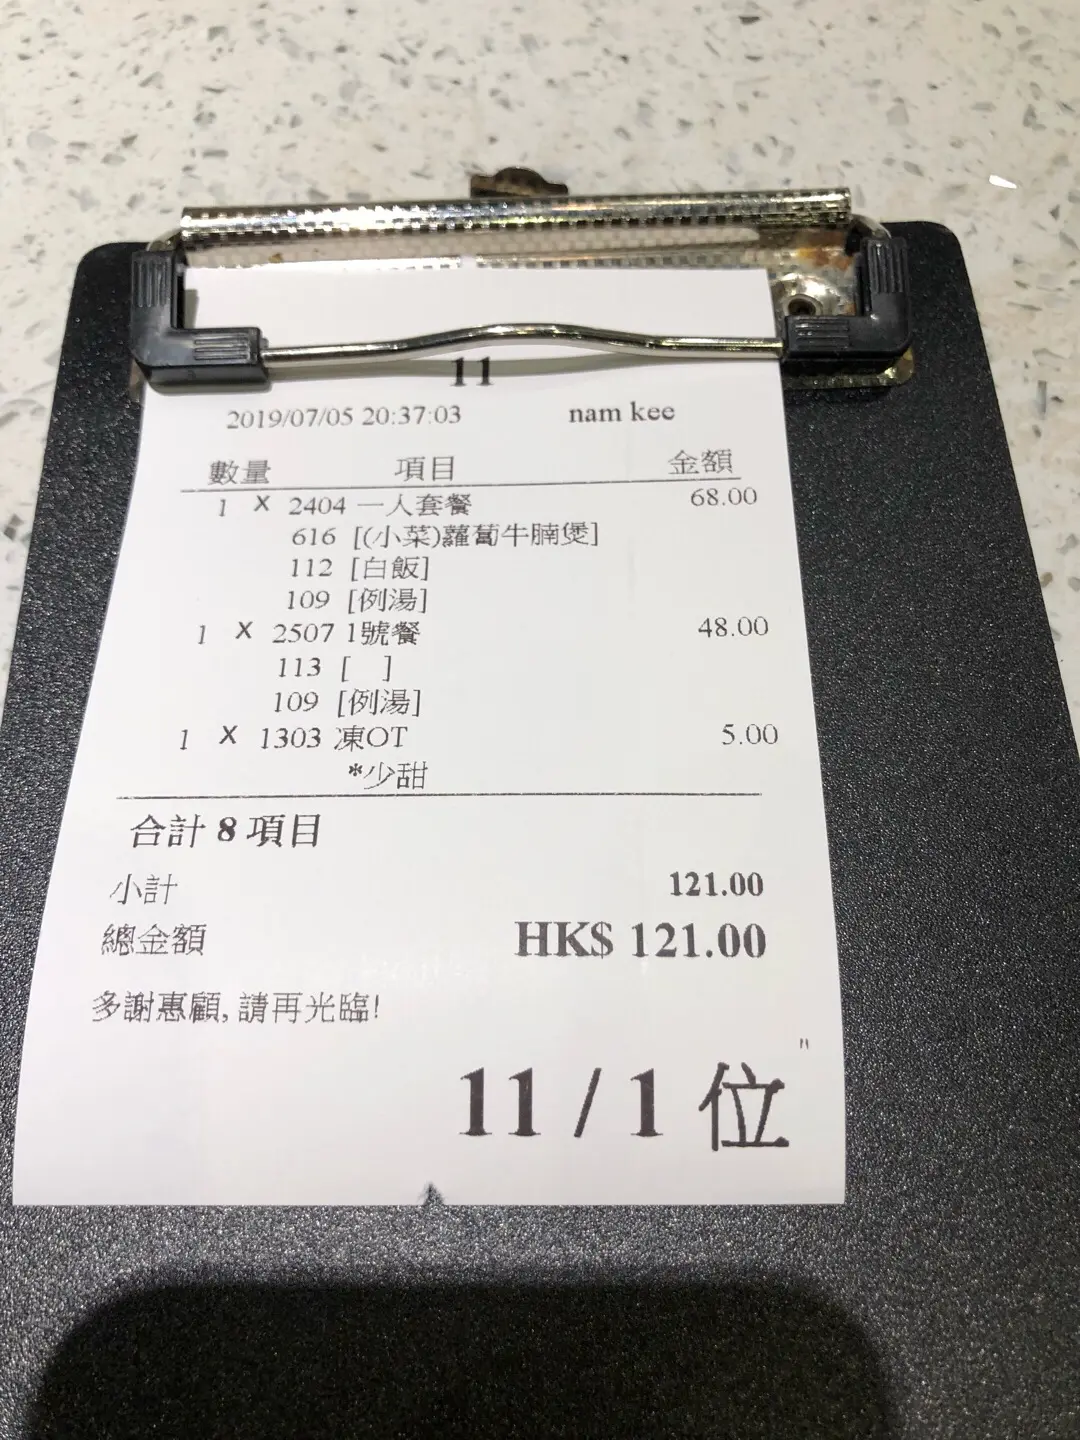 11
2019/07/05 20:37:03 nam kee
數量 項目 金額
1 X 2404 一人套餐 68.00
616 [(小菜)蘿蔔牛腩煲]
112 [白飯]
109 [例湯]
1 X 2507 1號餐 48.00
113 [ ]
109 [例湯]
1 X 1303 凍OT 5.00
*少甜
合計 8 項目
小計 121.00
總金額 HK$ 121.00
多謝惠顧, 請再光臨!
11 / 1 位